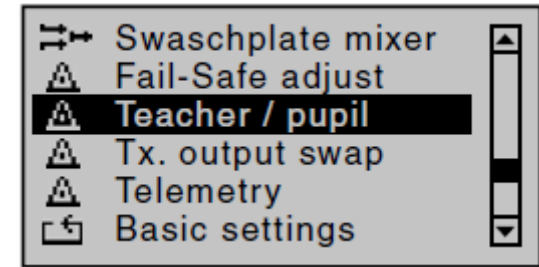 Swaschplate mixer
Fail-Safe adjust
Teacher / pupil
Tx. output swap
Telemetry
Basic settings